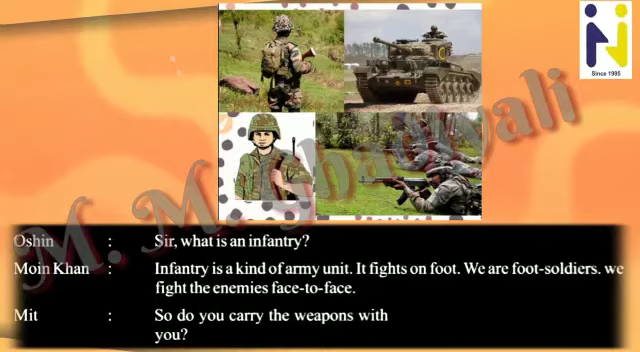 Since 1985
M. M. Ghadiyali
Oshin : Sir, what is an infantry?
Moin Khan : Infantry is a kind of army unit. It fights on foot. We are foot-soldiers. we
fight the enemies face-to-face.
Mit : So do you carry the weapons with
you?